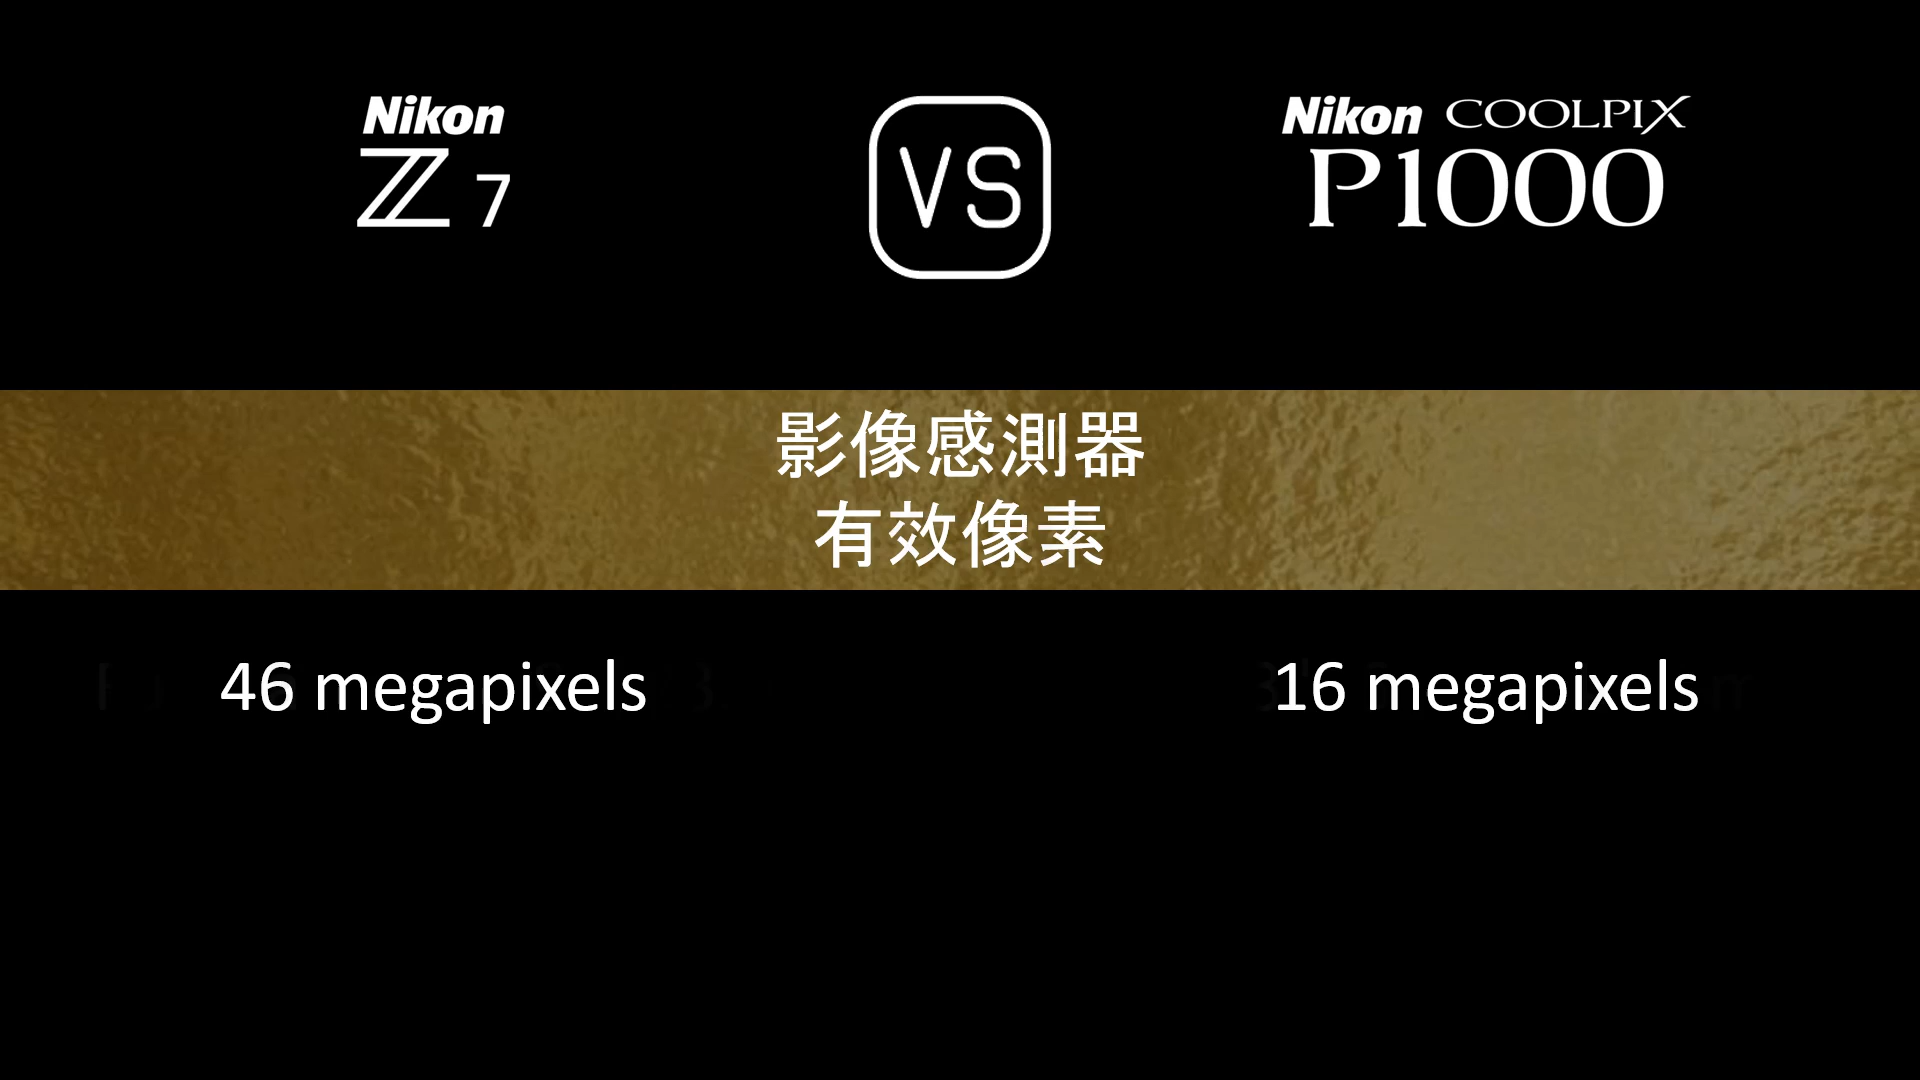 Nikon
Z 7
VS
Nikon COOLPIX
P1000
影像感測器
有效像素
46 megapixels
16 megapixels